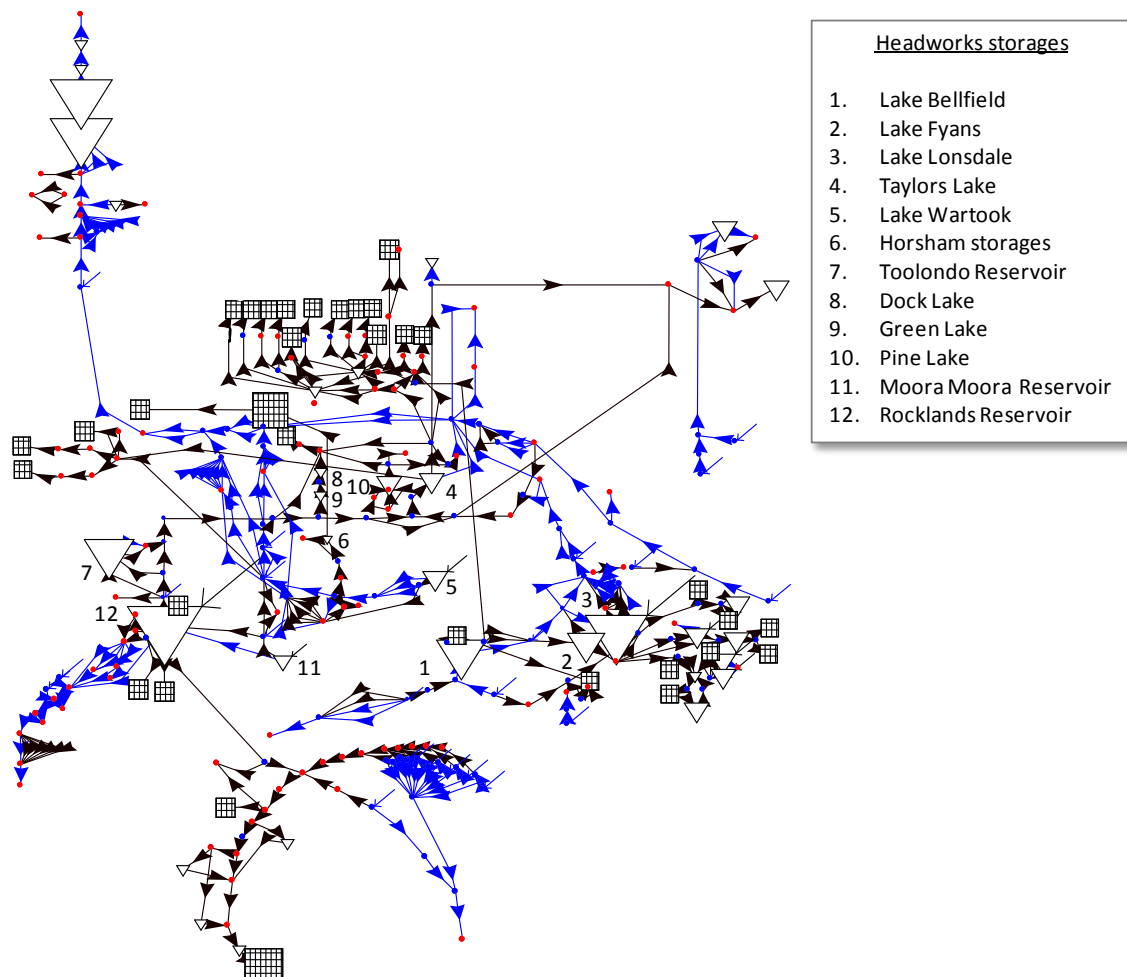 Headworks storages
1. Lake Bellfield
2. Lake Fyans
3. Lake Lonsdale
4. Taylors Lake
5. Lake Wartook
6. Horsham storages
7. Toolondo Reservoir
8. Dock Lake
9. Green Lake
10. Pine Lake
11. Moora Moora Reservoir
12. Rocklands Reservoir
8
10
4
9
6
7
5
3
12
11
1
2